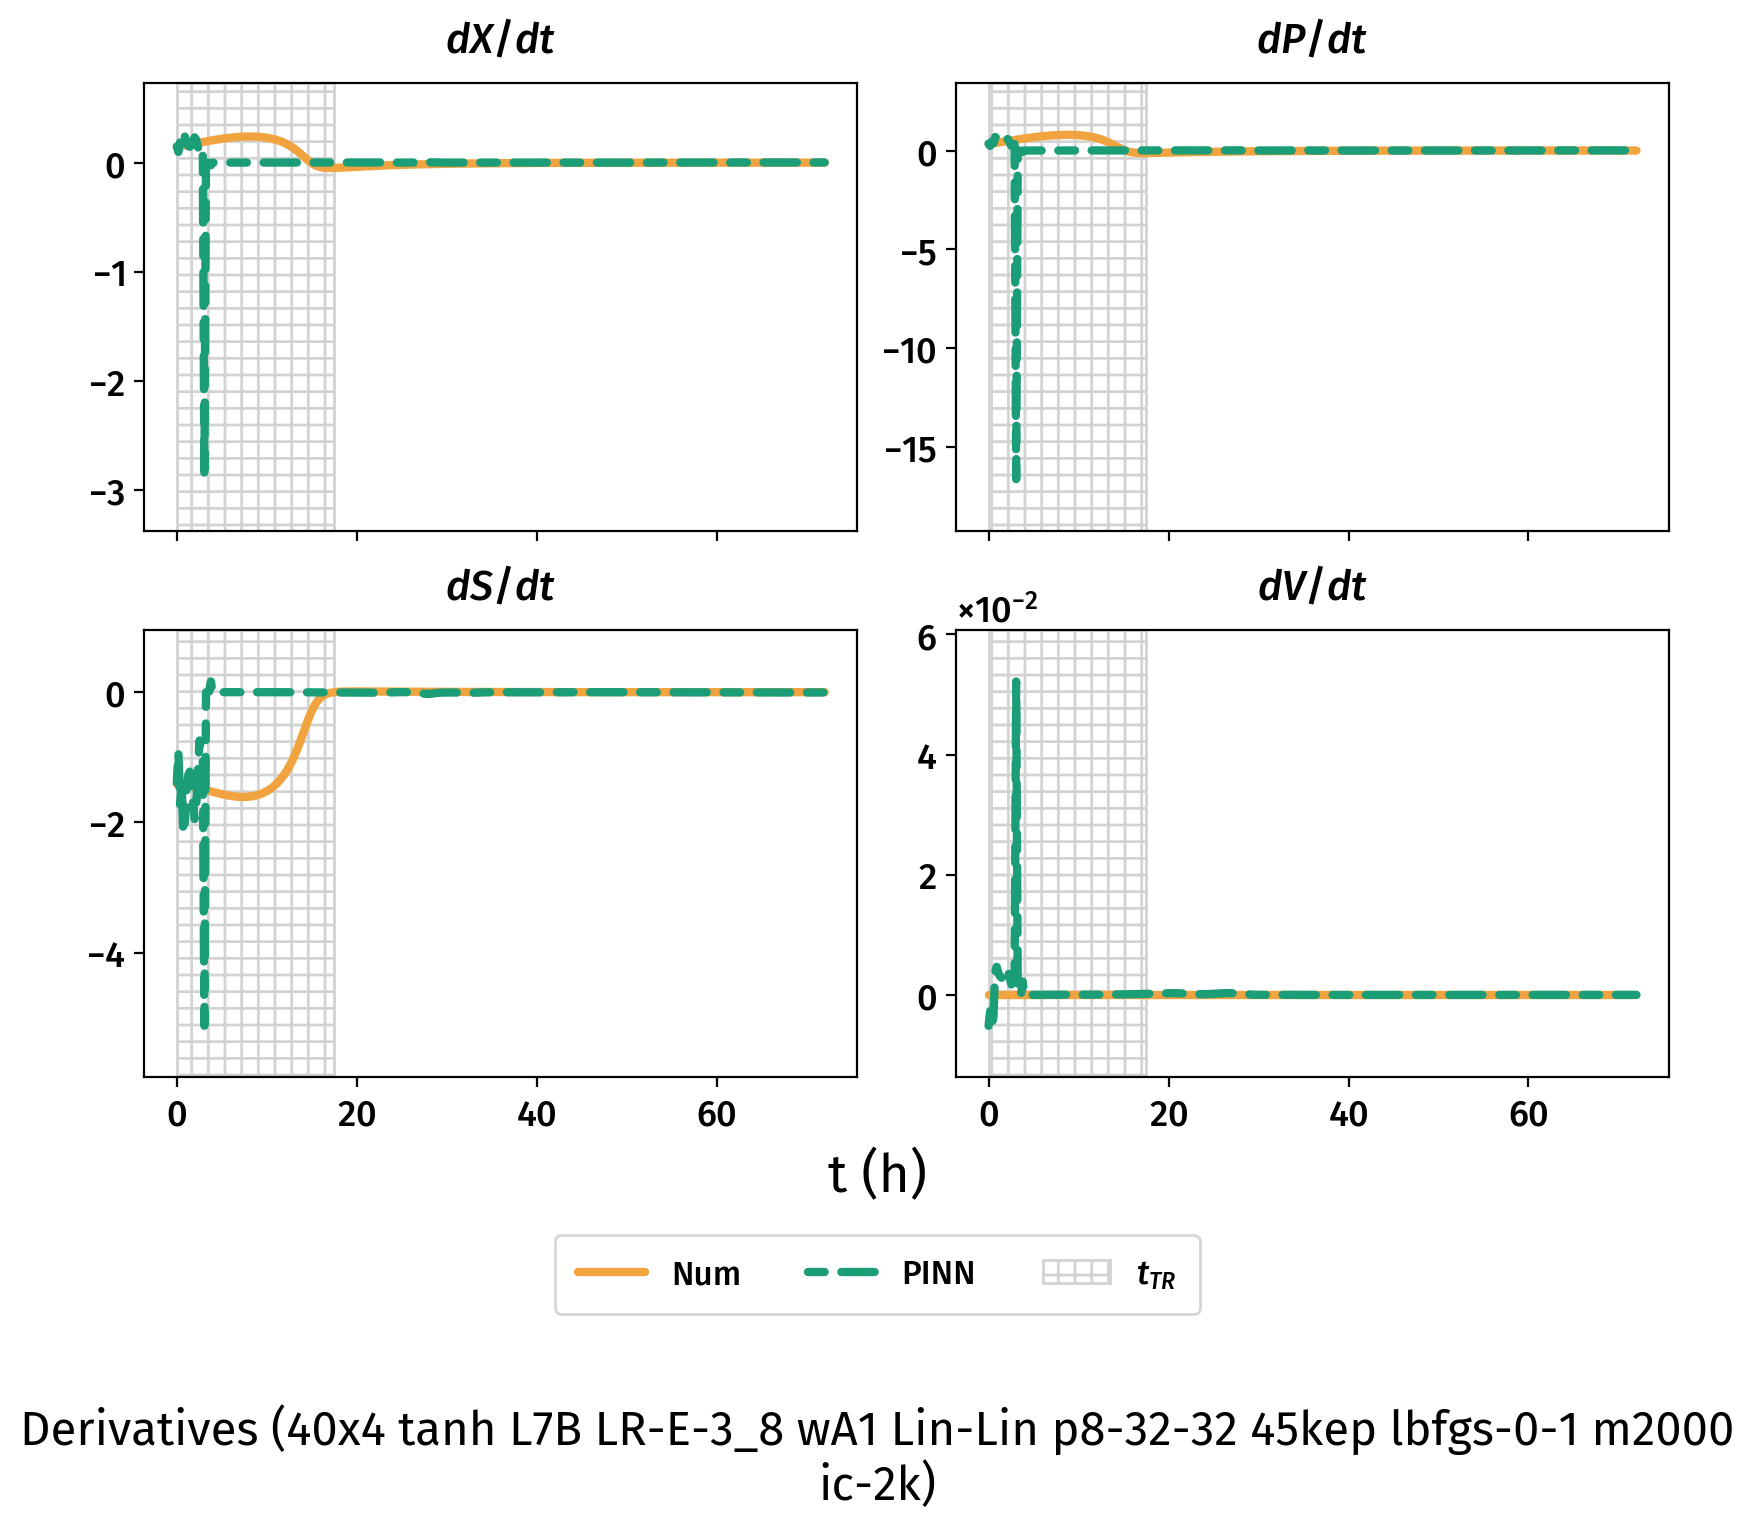 dX/dt
dP/dt
0
−1
−2
−3
0
−5
−10
−15
dS/dt
dV/dt
×10⁻²
0
−2
−4
6
4
2
0
0 20 40 60
0 20 40 60
t (h)
Num PINN t_TR
Derivatives (40x4 tanh L7B LR-E-3_8 wA1 Lin-Lin p8-32-32 45kep lbfgs-0-1 m2000
ic-2k)